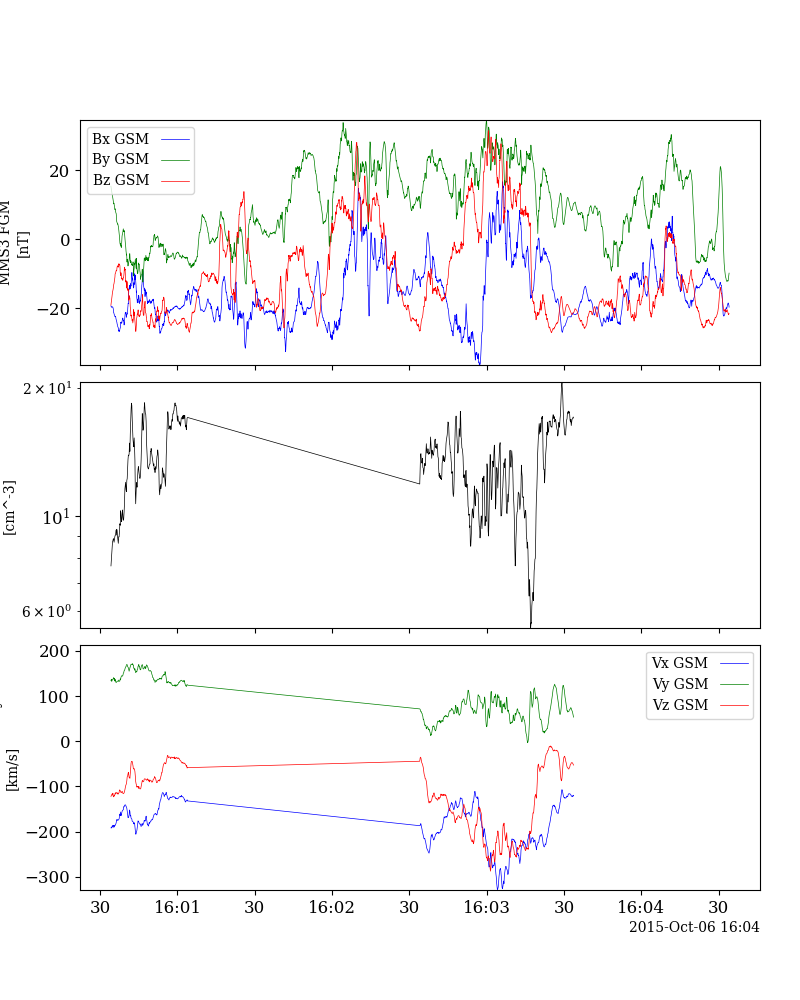 MMS3 FGM
[nT]
Bx GSM
By GSM
Bz GSM
20
0
−20
[cm^-3]
2 × 10¹
10¹
6 × 10⁰
[km/s]
Vx GSM
Vy GSM
Vz GSM
200
100
0
−100
−200
−300
30 16:01 30 16:02 30 16:03 30 16:04 30
2015-Oct-06 16:04